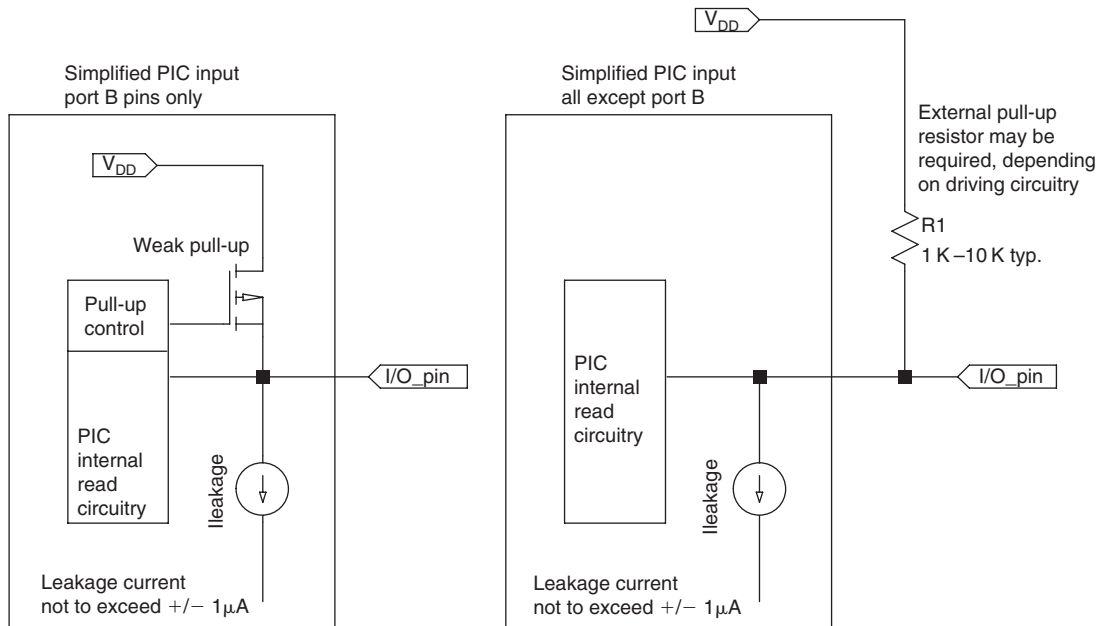 Simplified PIC input
port B pins only
V_DD
Weak pull-up
Pull-up
control
PIC
internal
read
circuitry
I/O_pin
Ileakage
Leakage current
not to exceed +/− 1μA
Simplified PIC input
all except port B
V_DD
External pull-up
resistor may be
required, depending
on driving circuitry
R1
1 K–10 K typ.
PIC
internal
read
circuitry
I/O_pin
Ileakage
Leakage current
not to exceed +/− 1μA